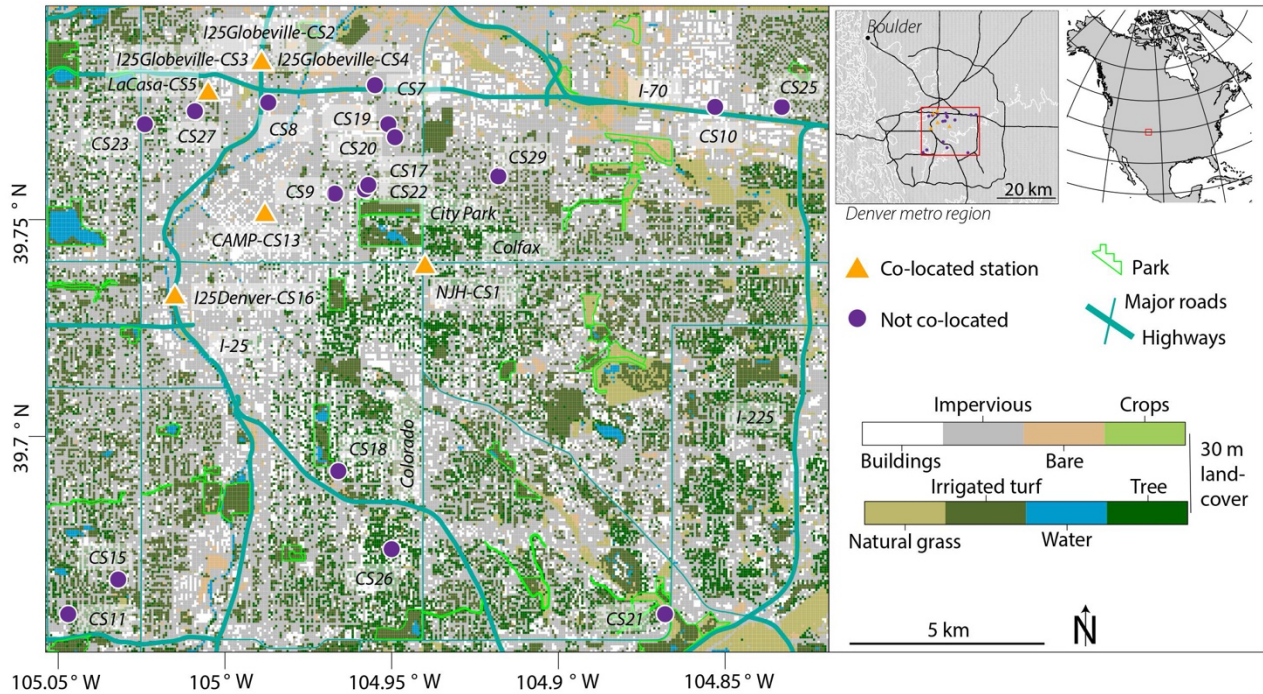 I25Globeville-CS2
I25Globeville-CS3
I25Globeville-CS4
LaCasa-CS5
CS7
I-70
CS25
CS23
CS27
CS8
CS19
CS10
CS20
CS17
CS29
CS9
CS22
City Park
CAMP-CS13
Colfax
NJH-CS1
I25Denver-CS16
I-25
I-225
CS18
Colorado
CS15
CS26
CS11
CS21
39.75 ° N
39.7 ° N
105.05 ° W
105 ° W
104.95 ° W
104.9 ° W
104.85 ° W
Boulder
20 km
Denver metro region
Co-located station
Not co-located
Park
Major roads
Highways
Impervious
Crops
Buildings
Bare
Irrigated turf
Tree
Natural grass
Water
30 m
land-
cover
5 km
N